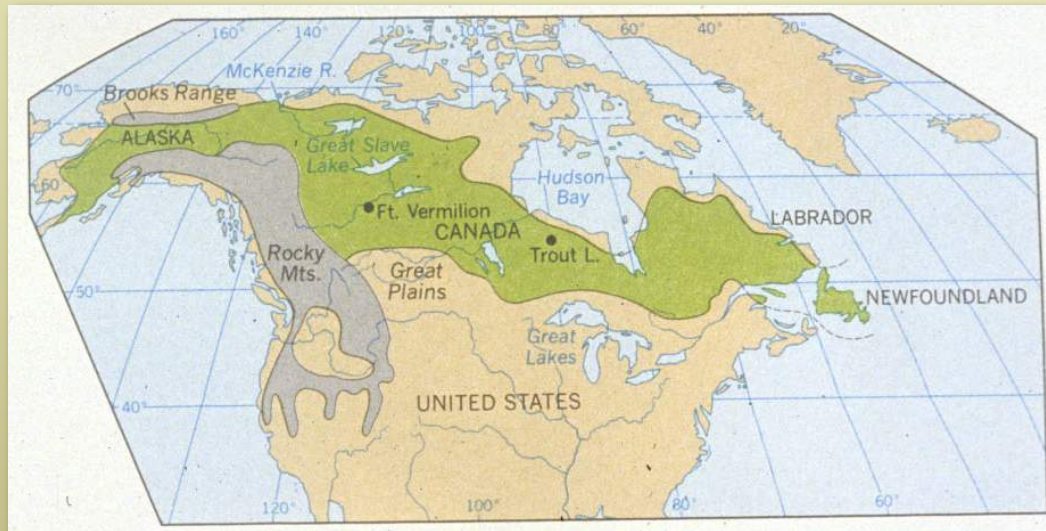 160°
140°
120°
100°
80°
60°
40°
20°
McKenzie R.
70°
Brooks Range
ALASKA
Great Slave
Lake
60
Hudson
Bay
Ft. Vermilion
CANADA
LABRADOR
Trout L.
Rocky
Mts.
Great
Plains
50°
NEWFOUNDLAND
Great
Lakes
UNITED STATES
40°
120°
100°
80°
60°